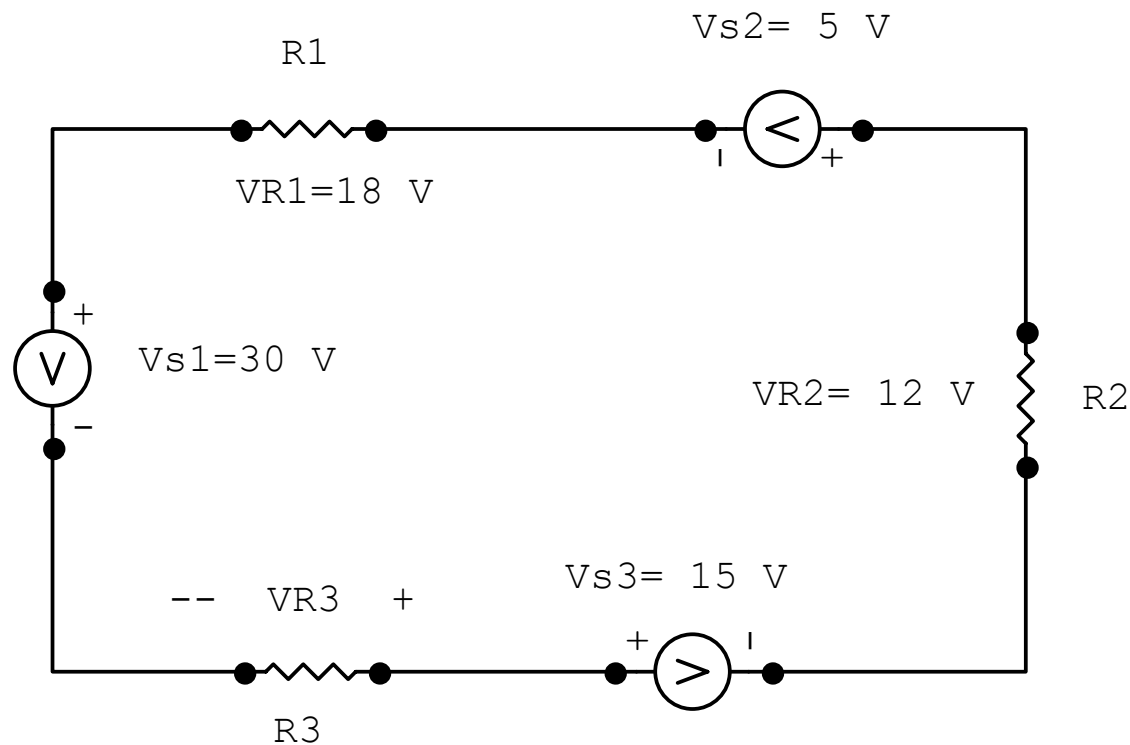 Vs2= 5 V
R1
- +
VR1=18 V
+
V Vs1=30 V
-
VR2= 12 V R2
Vs3= 15 V
-- VR3 +
+ -
R3